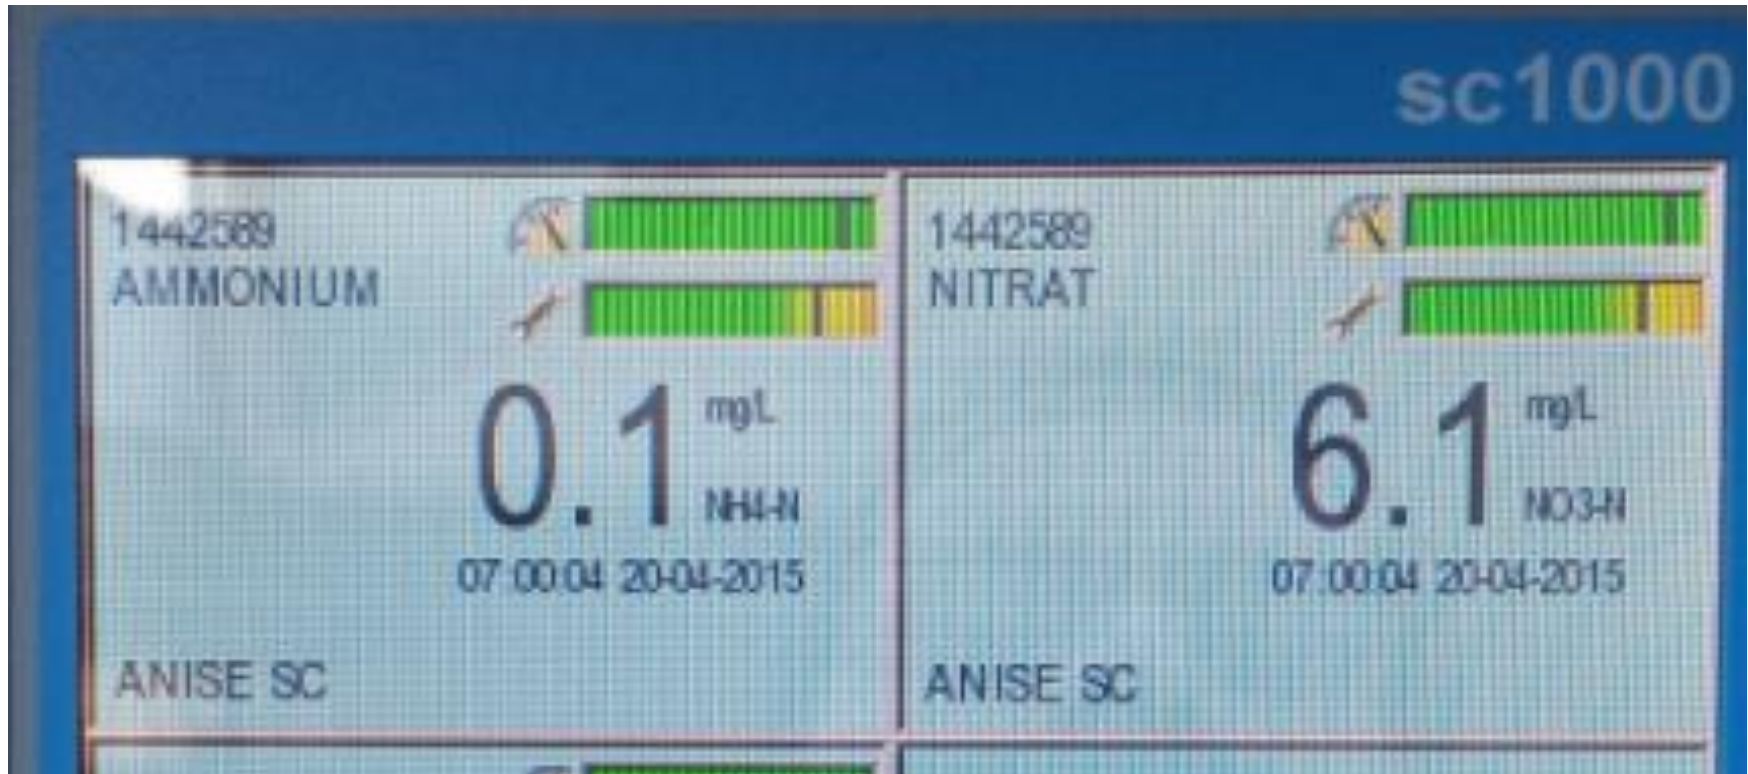 sc1000
1442589
AMMONIUM
0.1 mg/L
NH4-N
07:00:04 20-04-2015
ANISE SC
1442589
NITRAT
6.1 mg/L
NO3-N
07:00:04 20-04-2015
ANISE SC